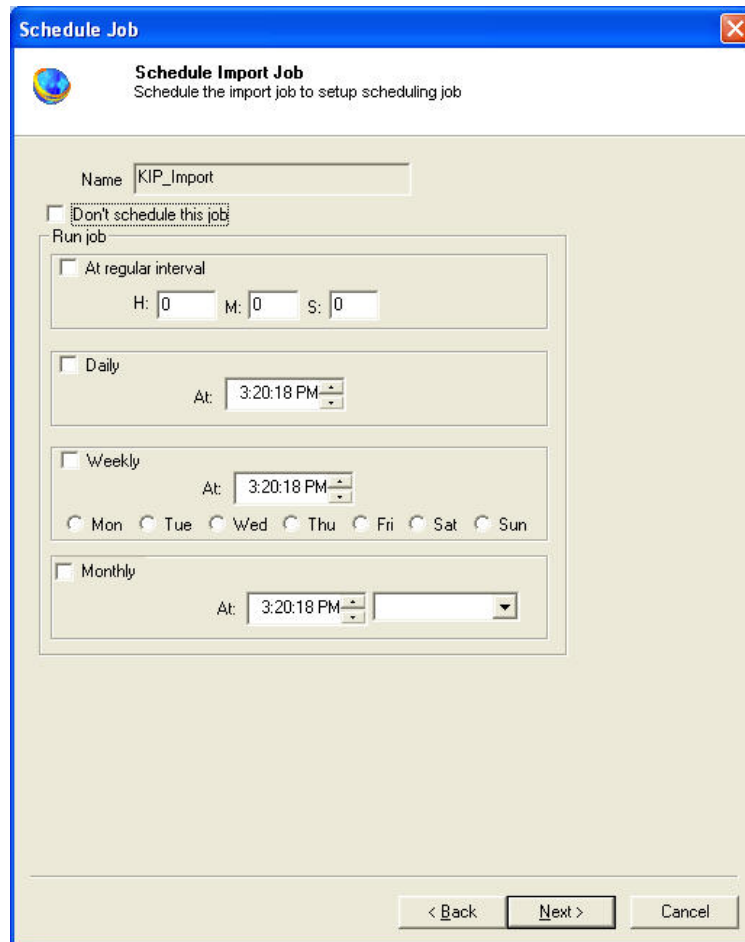 Schedule Job
Schedule Import Job
Schedule the import job to setup scheduling job
Name KIP_Import
Don't schedule this job
Run job
At regular interval
H: 0 M: 0 S: 0
Daily
At: 3:20:18 PM
Weekly
At: 3:20:18 PM
Mon Tue Wed Thu Fri Sat Sun
Monthly
At: 3:20:18 PM
< Back Next > Cancel